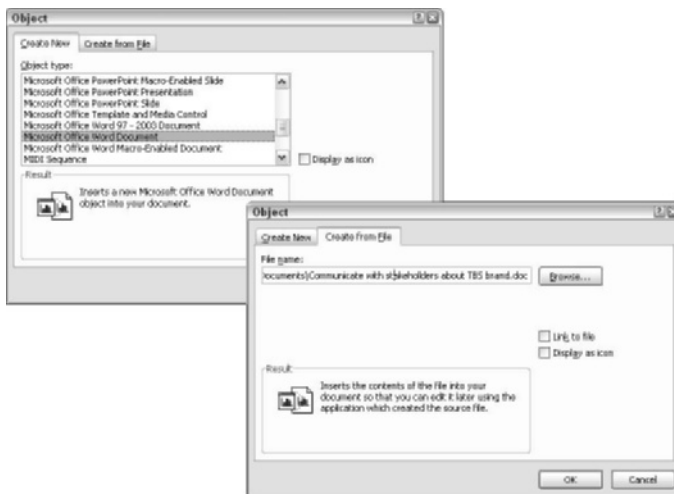 Object
Create New
Create from File
Object type:
Microsoft Office PowerPoint Macro-Enabled Slide
Microsoft Office PowerPoint Presentation
Microsoft Office PowerPoint Slide
Microsoft Office Template and Media Control
Microsoft Office Word 97 - 2003 Document
Microsoft Office Word Document
Microsoft Office Word Macro-Enabled Document
MIDI Sequence
Display as icon
Result
Inserts a new Microsoft Office Word Document
object into your document.
Object
Create New
Create from File
File name:
ocuments\Communicate with stakeholders about TBS brand.doc
Browse...
Link to file
Display as icon
Result
Inserts the contents of the file into your
document so that you can edit it later using the
application which created the source file.
OK
Cancel